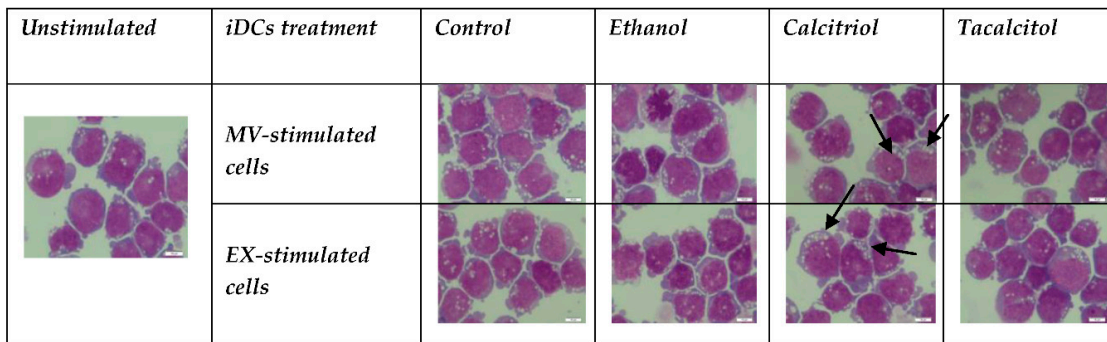 Unstimulated
iDCs treatment
Control
Ethanol
Calcitriol
Tacalcitol
MV-stimulated
cells
EX-stimulated
cells